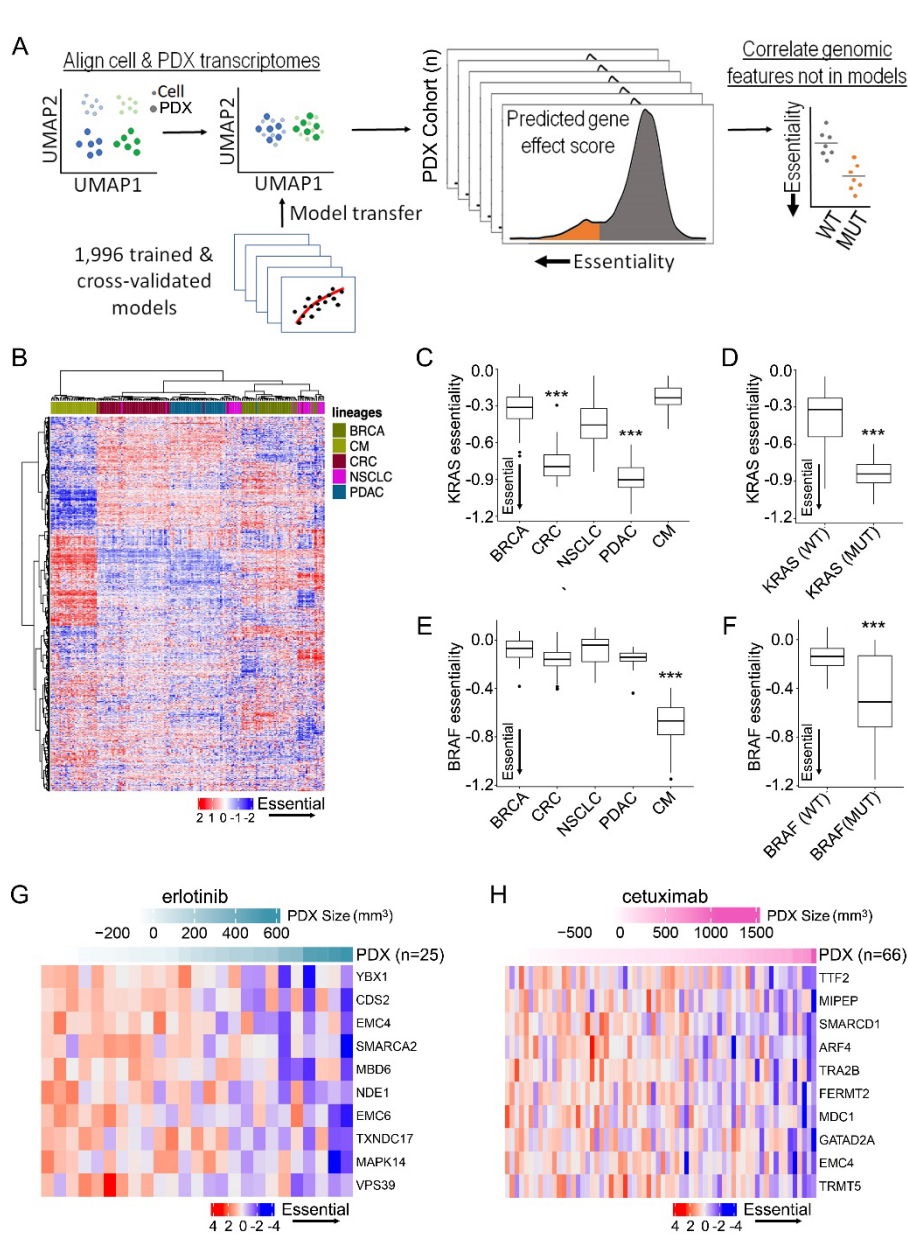 A
Align cell & PDX transcriptomes
Cell
PDX
UMAP2
UMAP1
UMAP2
UMAP1
Model transfer
1,996 trained &
cross-validated
models
PDX Cohort (n)
Predicted gene
effect score
Essentiality
Correlate genomic
features not in models
Essentiality
WT
MUT
B
lineages
BRCA
CM
CRC
NSCLC
PDAC
2 1 0 -1 -2
Essential
C
KRAS essentiality
0.0
-0.3
-0.6
-0.9
-1.2
Essential
***
***
BRCA
CRC
NSCLC
PDAC
CM
D
KRAS essentiality
0.0
-0.3
-0.6
-0.9
-1.2
Essential
***
KRAS (WT)
KRAS (MUT)
E
BRAF essentiality
0.0
-0.4
-0.8
-1.2
Essential
***
BRCA
CRC
NSCLC
PDAC
CM
F
BRAF essentiality
0.0
-0.4
-0.8
-1.2
Essential
***
BRAF (WT)
BRAF(MUT)
G
erlotinib
PDX Size (mm³)
−200 0 200 400 600
PDX (n=25)
YBX1
CDS2
EMC4
SMARCA2
MBD6
NDE1
EMC6
TXNDC17
MAPK14
VPS39
4 2 0 -2 -4
Essential
H
cetuximab
PDX Size (mm³)
−500 0 500 1000 1500
PDX (n=66)
TTF2
MIPEP
SMARCD1
ARF4
TRA2B
FERMT2
MDC1
GATAD2A
EMC4
TRMT5
4 2 0 -2 -4
Essential